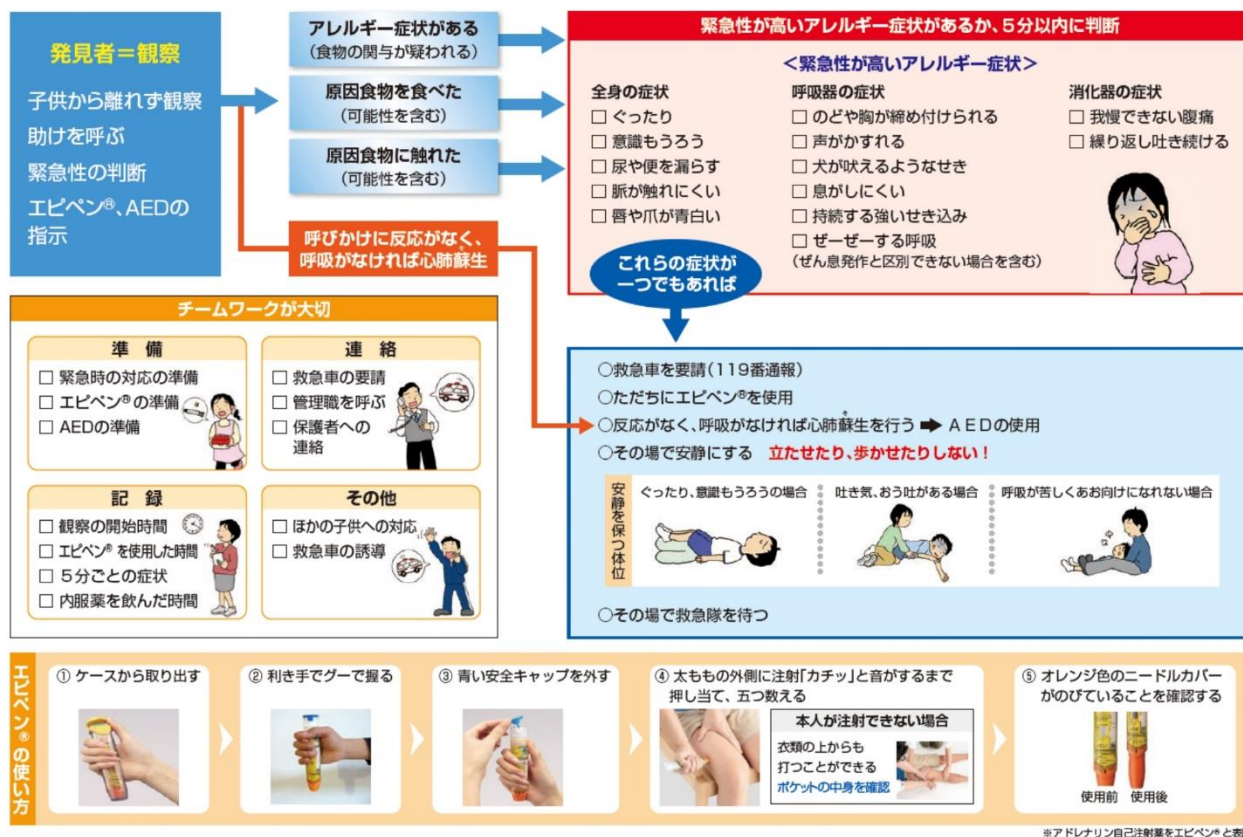 発見者＝観察
子供から離れず観察
助けを呼ぶ
緊急性の判断
エピペン®、AEDの
指示
アレルギー症状がある
（食物の関与が疑われる）
原因食物を食べた
（可能性を含む）
原因食物に触れた
（可能性を含む）
呼びかけに反応がなく、
呼吸がなければ心肺蘇生
緊急性が高いアレルギー症状があるか、5分以内に判断
＜緊急性が高いアレルギー症状＞
全身の症状
□ ぐったり
□ 意識もうろう
□ 尿や便を漏らす
□ 脈が触れにくい
□ 唇や爪が青白い
呼吸器の症状
□ のどや胸が締め付けられる
□ 声がかすれる
□ 犬が吠えるようなせき
□ 息がしにくい
□ 持続する強いせき込み
□ ぜーぜーする呼吸
（ぜん息発作と区別できない場合を含む）
消化器の症状
□ 我慢できない腹痛
□ 繰り返し吐き続ける
これらの症状が
一つでもあれば
チームワークが大切
準 備
□ 緊急時の対応の準備
□ エピペン®の準備
□ AEDの準備
連 絡
□ 救急車の要請
□ 管理職を呼ぶ
□ 保護者への
連絡
記 録
□ 観察の開始時間
□ エピペン®を使用した時間
□ 5分ごとの症状
□ 内服薬を飲んだ時間
その他
□ ほかの子供への対応
□ 救急車の誘導
○救急車を要請（119番通報）
○ただちにエピペン®を使用
○反応がなく、呼吸がなければ心肺蘇生を行う ➡ AEDの使用
○その場で安静にする 立たせたり、歩かせたりしない！
安静を保つ体位
ぐったり、意識もうろうの場合
吐き気、おう吐がある場合
呼吸が苦しくあお向けになれない場合
○その場で救急隊を待つ
エピペン®の使い方
① ケースから取り出す
② 利き手でグーで握る
③ 青い安全キャップを外す
④ 太ももの外側に注射「カチッ」と音がするまで
押し当て、五つ数える
本人が注射できない場合
衣類の上からも
打つことができる
ポケットの中身を確認
⑤ オレンジ色のニードルカバー
がのびていることを確認する
使用前 使用後
※アドレナリン自己注射薬をエピペン®と表